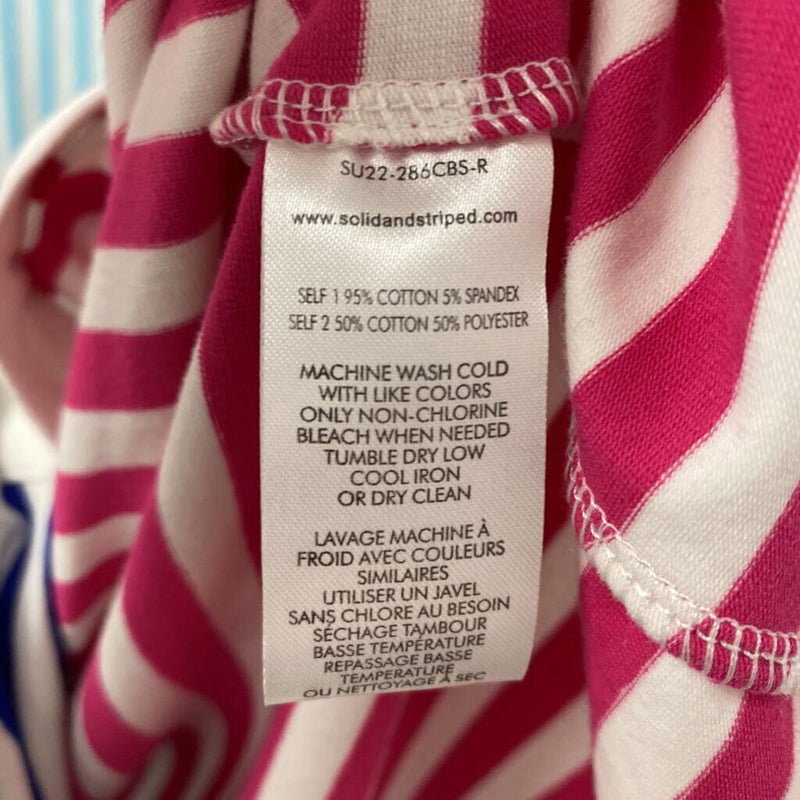 SU22-286CBS-R
www.solidandstriped.com
SELF 1 95% COTTON 5% SPANDEX
SELF 2 50% COTTON 50% POLYESTER
MACHINE WASH COLD
WITH LIKE COLORS
ONLY NON-CHLORINE
BLEACH WHEN NEEDED
TUMBLE DRY LOW
COOL IRON
OR DRY CLEAN
LAVAGE MACHINE À
FROID AVEC COULEURS
SIMILAIRES
UTILISER UN JAVEL
SANS CHLORE AU BESOIN
SÉCHAGE TAMBOUR
BASSE TEMPÉRATURE
REPASSAGE BASSE
TEMPERATURE
OU NETTOYAGE À SEC